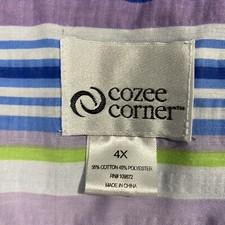 cozee
corner™
4X
55% COTTON 45% POLYESTER
RN# 109872
MADE IN CHINA